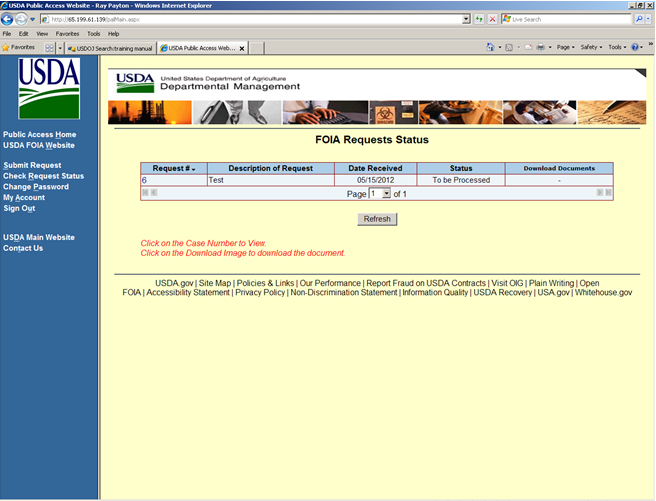 USDA Public Access Website - Ray Payton - Windows Internet Explorer
http://65.199.61.139/palMain.aspx
Live Search
File Edit View Favorites Tools Help
Favorites
USDOJ Search:training manual
USDA Public Access Web...
Page Safety Tools
USDA
USDA
United States Department of Agriculture
Departmental Management
Public Access Home
USDA FOIA Website
Submit Request
Check Request Status
Change Password
My Account
Sign Out
USDA Main Website
Contact Us
FOIA Requests Status
Request # Description of Request Date Received Status Download Documents
6 Test 05/15/2012 To be Processed -
Page 1 of 1
Refresh
Click on the Case Number to View.
Click on the Download Image to download the document.
USDA.gov | Site Map | Policies & Links | Our Performance | Report Fraud on USDA Contracts | Visit OIG | Plain Writing | Open
FOIA | Accessibility Statement | Privacy Policy | Non-Discrimination Statement | Information Quality | USDA Recovery | USA.gov | Whitehouse.gov